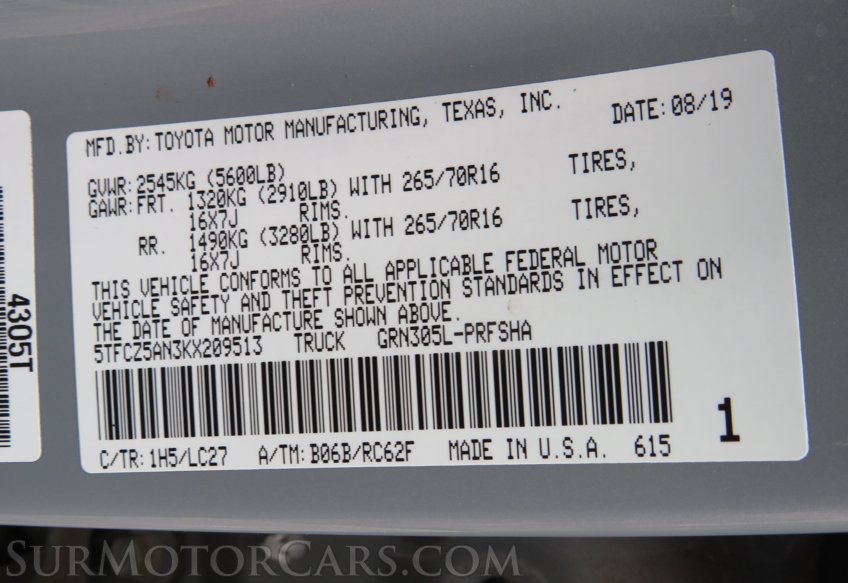 MFD.BY: TOYOTA MOTOR MANUFACTURING, TEXAS, INC. DATE: 08/19
GVWR: 2545KG (5600LB)
GAWR: FRT. 1320KG (2910LB) WITH 265/70R16 TIRES,
16X7J RIMS.
RR. 1490KG (3280LB) WITH 265/70R16 TIRES,
16X7J RIMS.
THIS VEHICLE CONFORMS TO ALL APPLICABLE FEDERAL MOTOR
VEHICLE SAFETY AND THEFT PREVENTION STANDARDS IN EFFECT ON
THE DATE OF MANUFACTURE SHOWN ABOVE.
5TFCZ5AN3KX209513 TRUCK GRN305L-PRFSHA
1
C/TR: 1H5/LC27 A/TM: B06B/RC62F MADE IN U.S.A. 615
4305T
SURMOTORCARS.COM